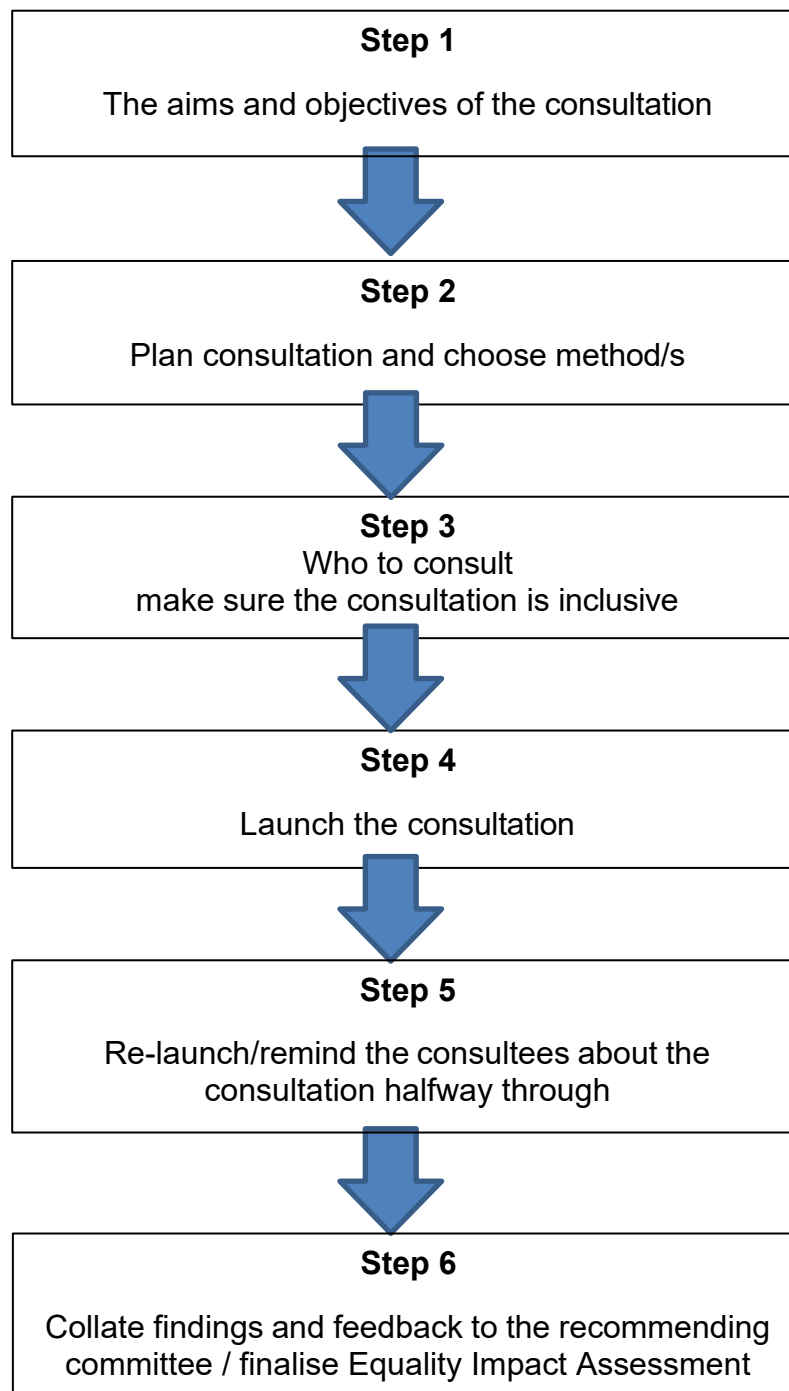 Step 1
The aims and objectives of the consultation
Step 2
Plan consultation and choose method/s
Step 3
Who to consult
make sure the consultation is inclusive
Step 4
Launch the consultation
Step 5
Re-launch/remind the consultees about the
consultation halfway through
Step 6
Collate findings and feedback to the recommending
committee / finalise Equality Impact Assessment